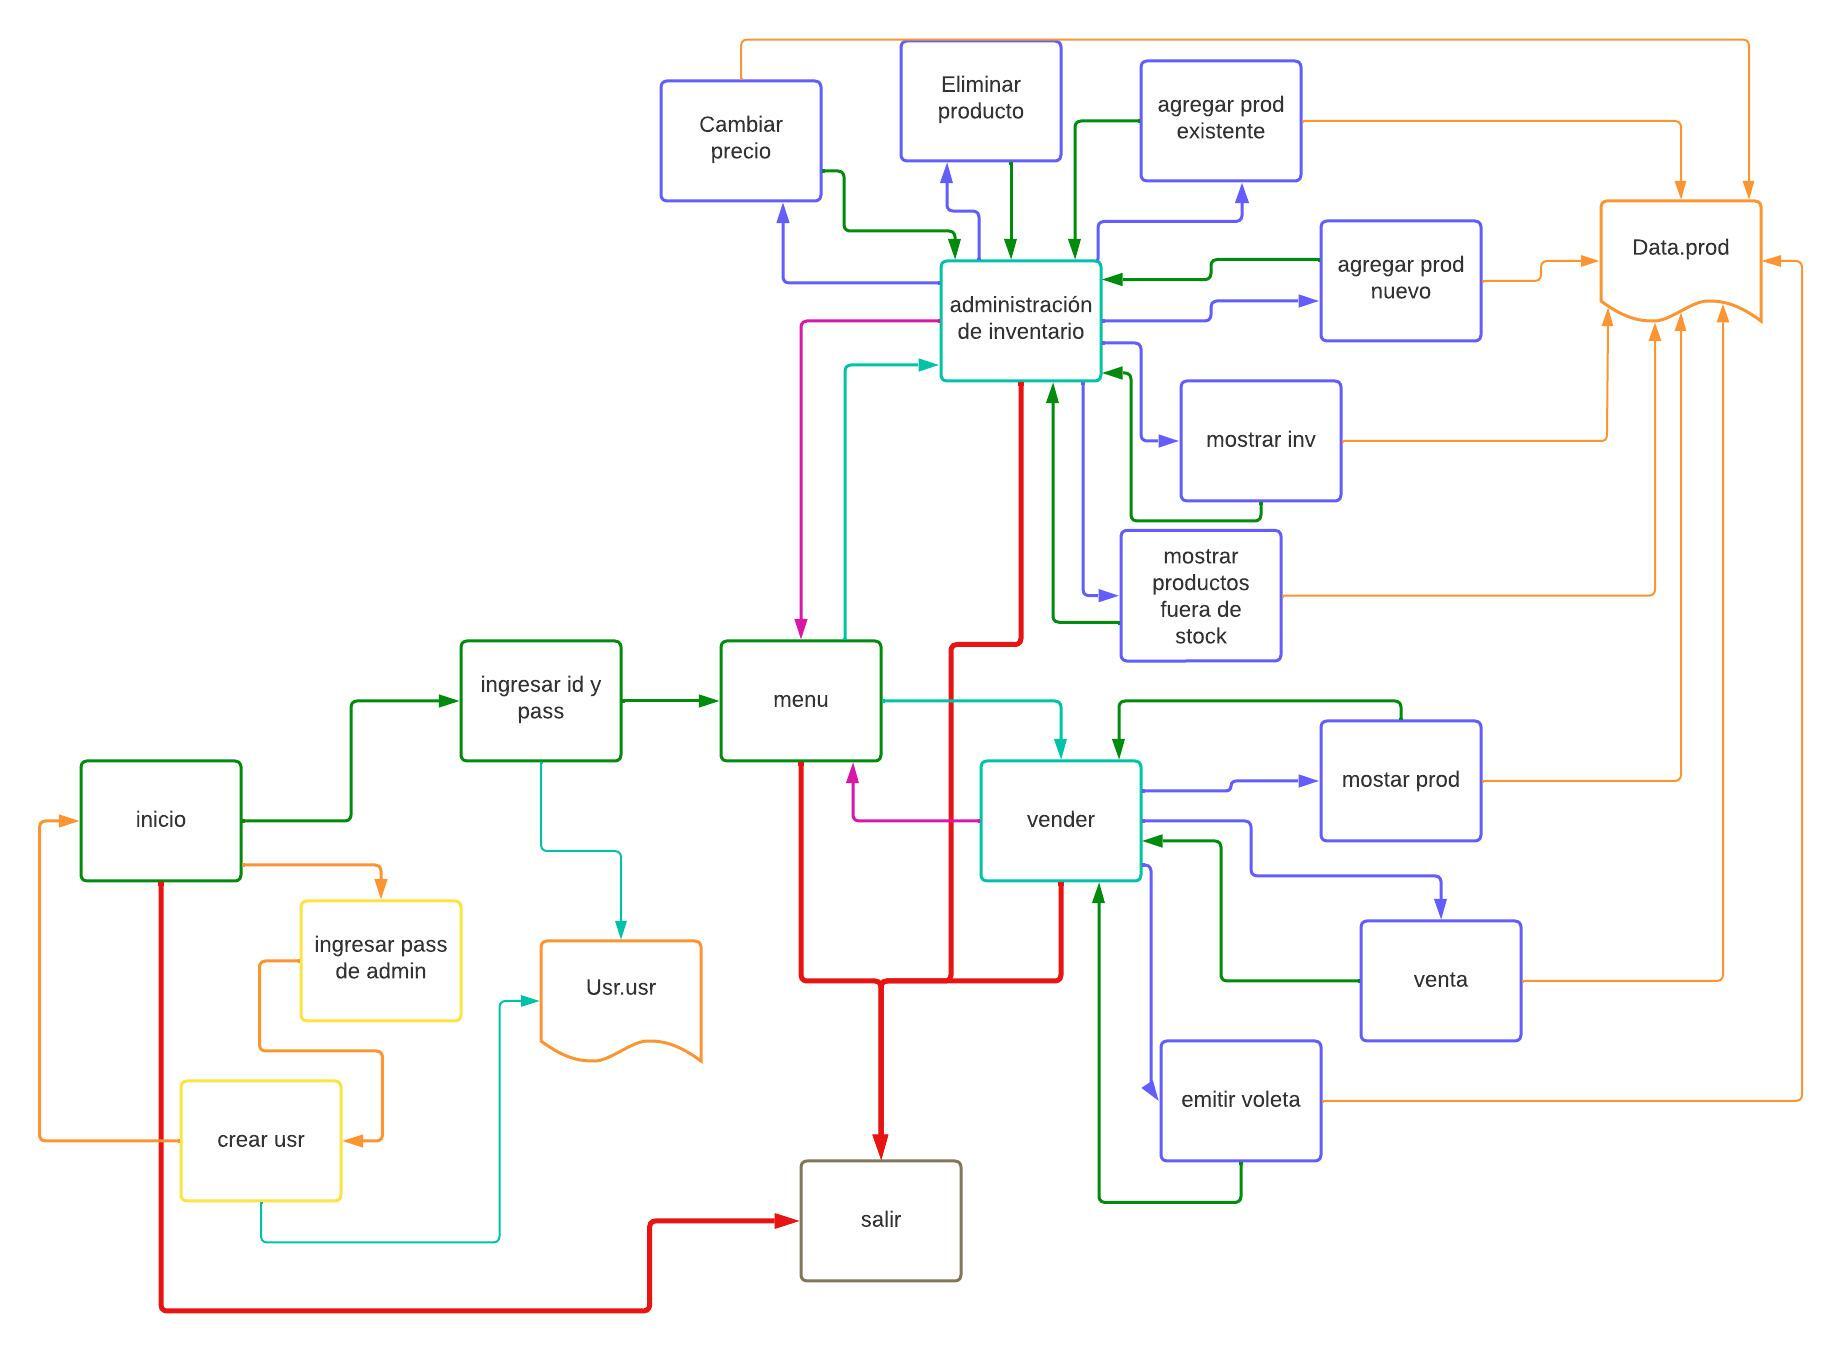 Cambiar
precio
Eliminar
producto
agregar prod
existente
Data.prod
agregar prod
nuevo
administración
de inventario
mostrar inv
mostrar
productos
fuera de
stock
ingresar id y
pass
menu
mostar prod
inicio
vender
ingresar pass
de admin
Usr.usr
venta
crear usr
emitir voleta
salir